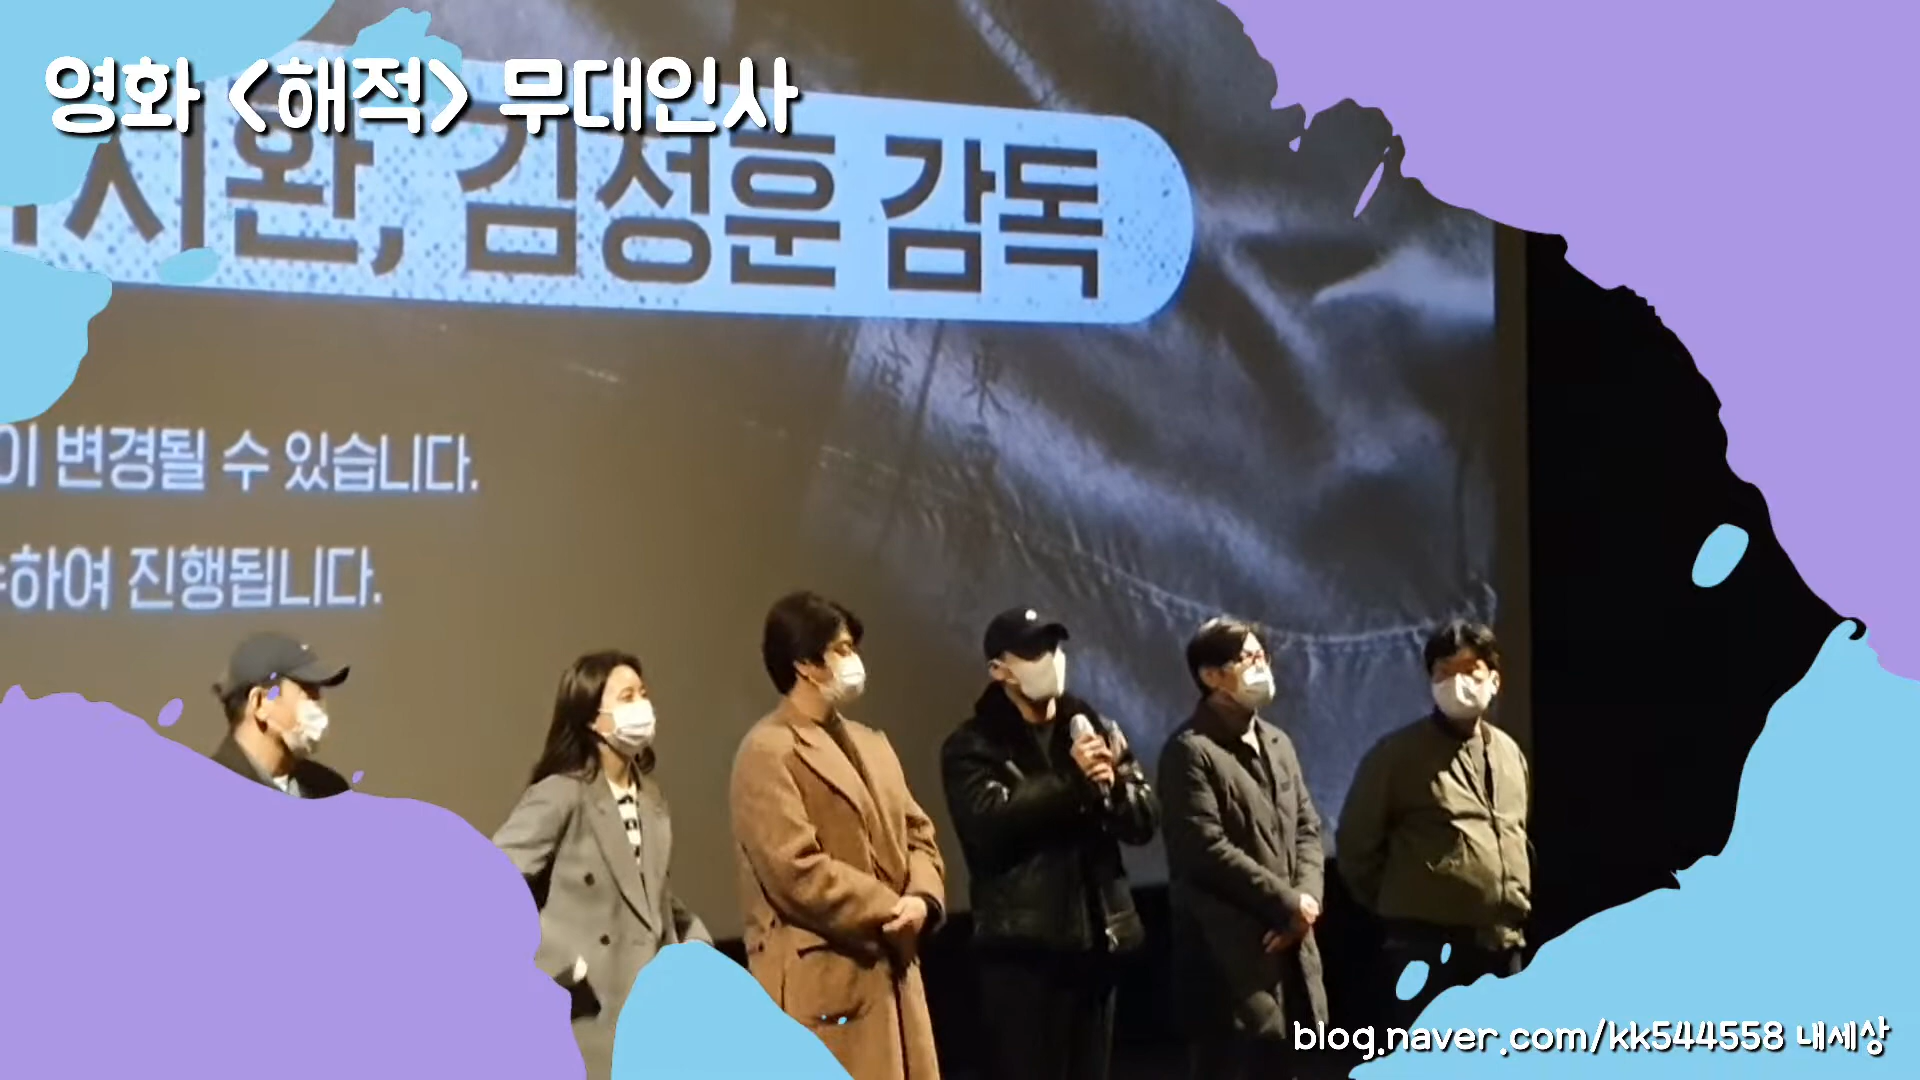 영화 <해적> 무대인사
시완, 김성훈 감독
이 변경될 수 있습니다.
하여 진행됩니다.
blog.naver.com/kk544558 내세상